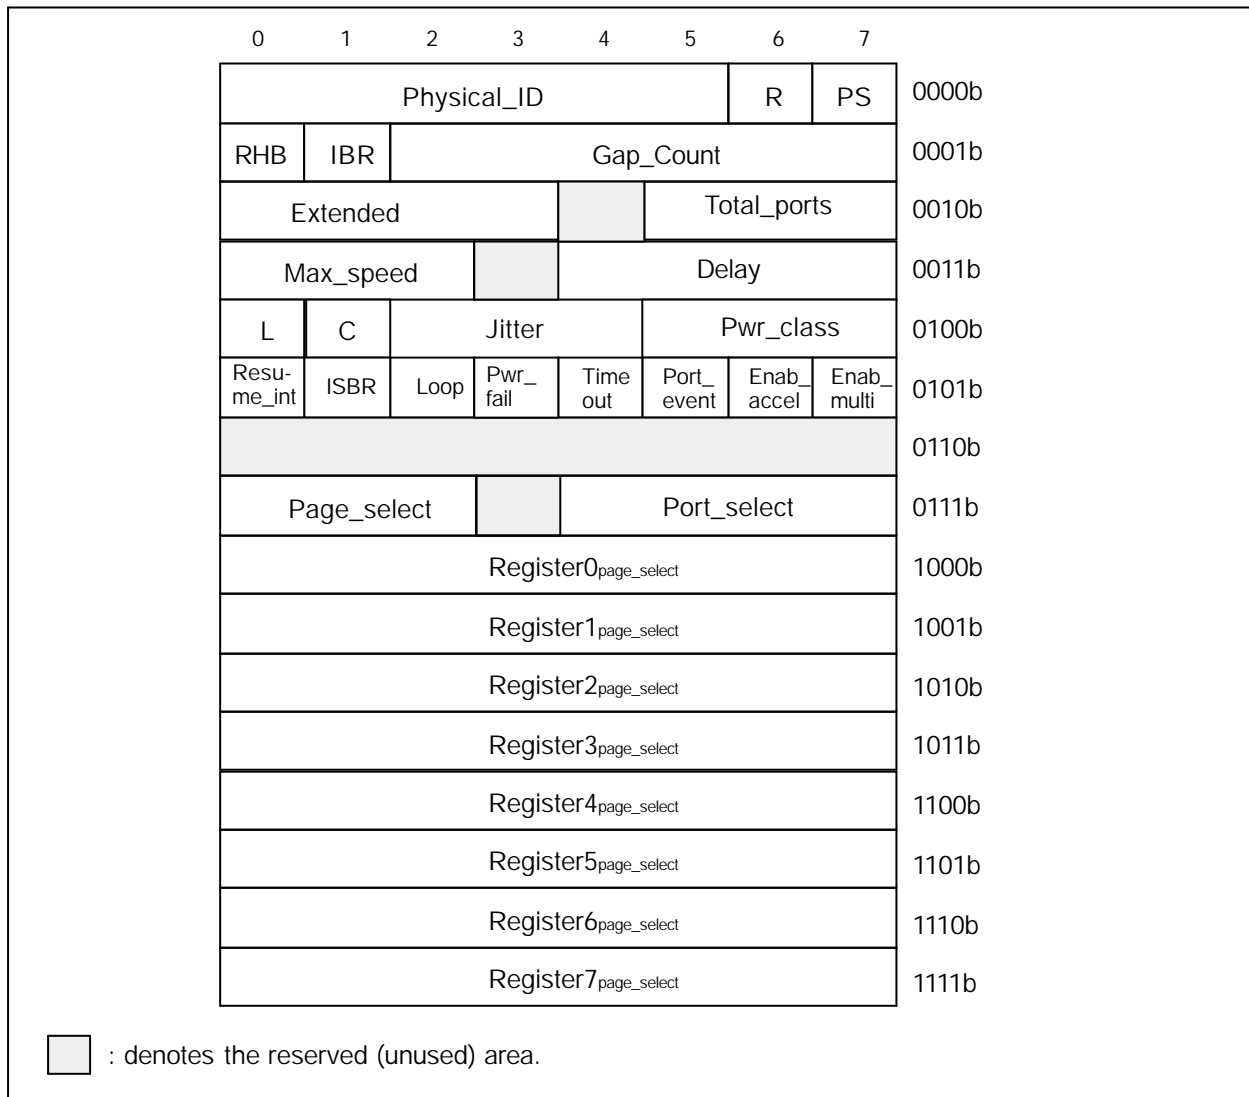 0 1 2 3 4 5 6 7
Physical_ID R PS 0000b
RHB IBR Gap_Count 0001b
Extended Total_ports 0010b
Max_speed Delay 0011b
L C Jitter Pwr_class 0100b
Resu-
me_int ISBR Loop Pwr_
fail Time
out Port_
event Enab_
accel Enab_
multi 0101b
0110b
Page_select Port_select 0111b
Register0page_select 1000b
Register1page_select 1001b
Register2page_select 1010b
Register3page_select 1011b
Register4page_select 1100b
Register5page_select 1101b
Register6page_select 1110b
Register7page_select 1111b
: denotes the reserved (unused) area.